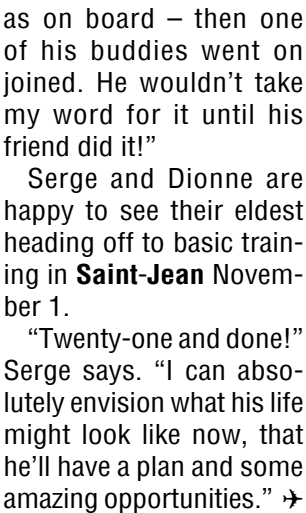 as on board – then one
of his buddies went on
joined. He wouldn’t take
my word for it until his
friend did it!”
Serge and Dionne are
happy to see their eldest
heading off to basic train-
ing in Saint-Jean Novem-
ber 1.
“Twenty-one and done!”
Serge says. “I can abso-
lutely envision what his life
might look like now, that
he’ll have a plan and some
amazing opportunities.” ✈